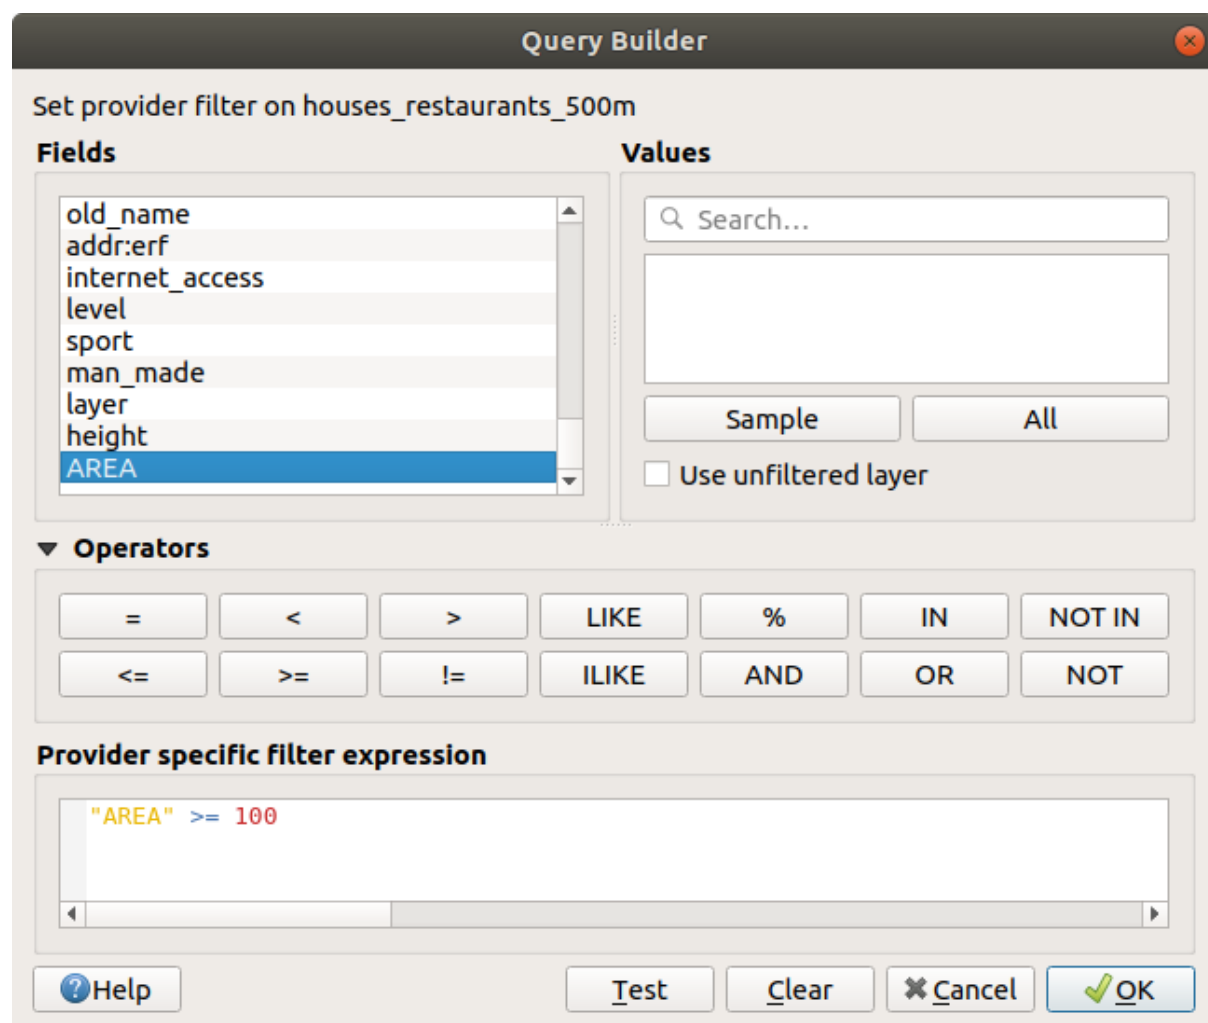 Query Builder
Set provider filter on houses_restaurants_500m
Fields
Values
old_name
addr:erf
internet_access
level
sport
man_made
layer
height
AREA
Search...
Sample
All
Use unfiltered layer
Operators
=
<
>
LIKE
%
IN
NOT IN
<=
>=
!=
ILIKE
AND
OR
NOT
Provider specific filter expression
"AREA" >= 100
Help
Test
Clear
Cancel
OK